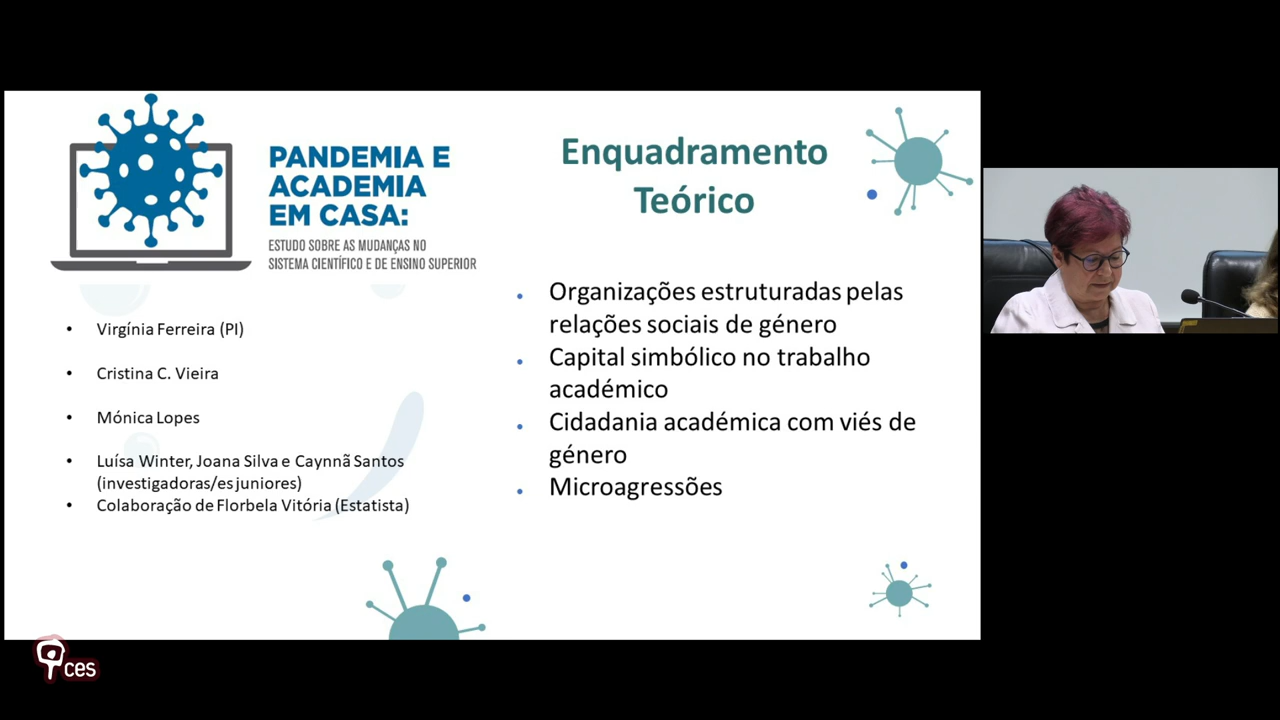 PANDEMIA E
ACADEMIA
EM CASA:
ESTUDO SOBRE AS MUDANÇAS NO
SISTEMA CIENTÍFICO E DE ENSINO SUPERIOR
• Virgínia Ferreira (PI)
• Cristina C. Vieira
• Mónica Lopes
• Luísa Winter, Joana Silva e Caynnã Santos
(investigadoras/es juniores)
• Colaboração de Florbela Vitória (Estatista)
Enquadramento
Teórico
• Organizações estruturadas pelas
relações sociais de género
• Capital simbólico no trabalho
académico
• Cidadania académica com viés de
género
• Microagressões
ces